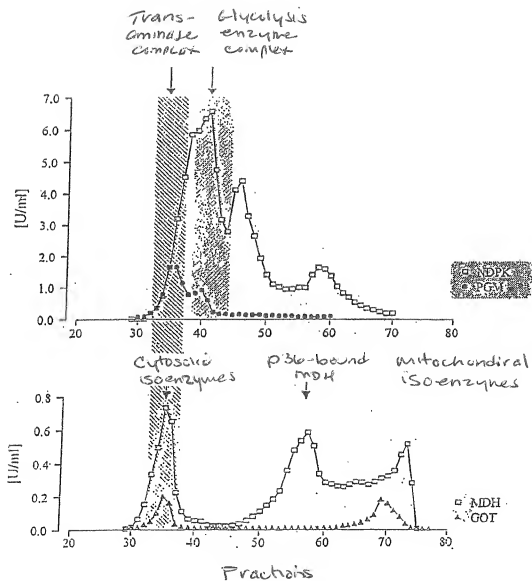 Trans- Glycolysis
aminase enzyme
complex complex
[U/ml]
7.0
6.0
5.0
4.0
3.0
2.0
1.0
0.0
20 30 40 50 60 70 80
NDPK
PGM
Cytosolic p36-bound mitochondiral
isoenzymes MDH isoenzymes
[U/ml]
0.8
0.6
0.4
0.2
0.0
20 30 40 50 60 70 80
MDH
GOT
Fractions